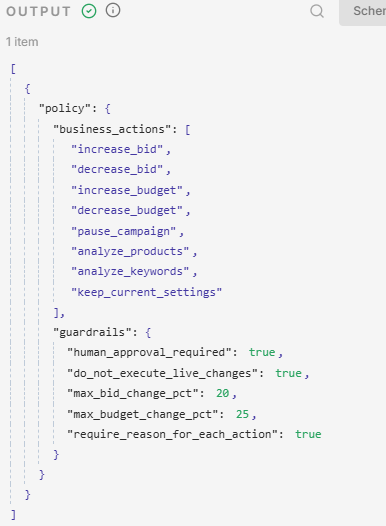 OUTPUT
Scher
1 item
[
{
"policy": {
"business_actions": [
"increase_bid",
"decrease_bid",
"increase_budget",
"decrease_budget",
"pause_campaign",
"analyze_products",
"analyze_keywords",
"keep_current_settings"
],
"guardrails": {
"human_approval_required": true,
"do_not_execute_live_changes": true,
"max_bid_change_pct": 20,
"max_budget_change_pct": 25,
"require_reason_for_each_action": true
}
}
}
]